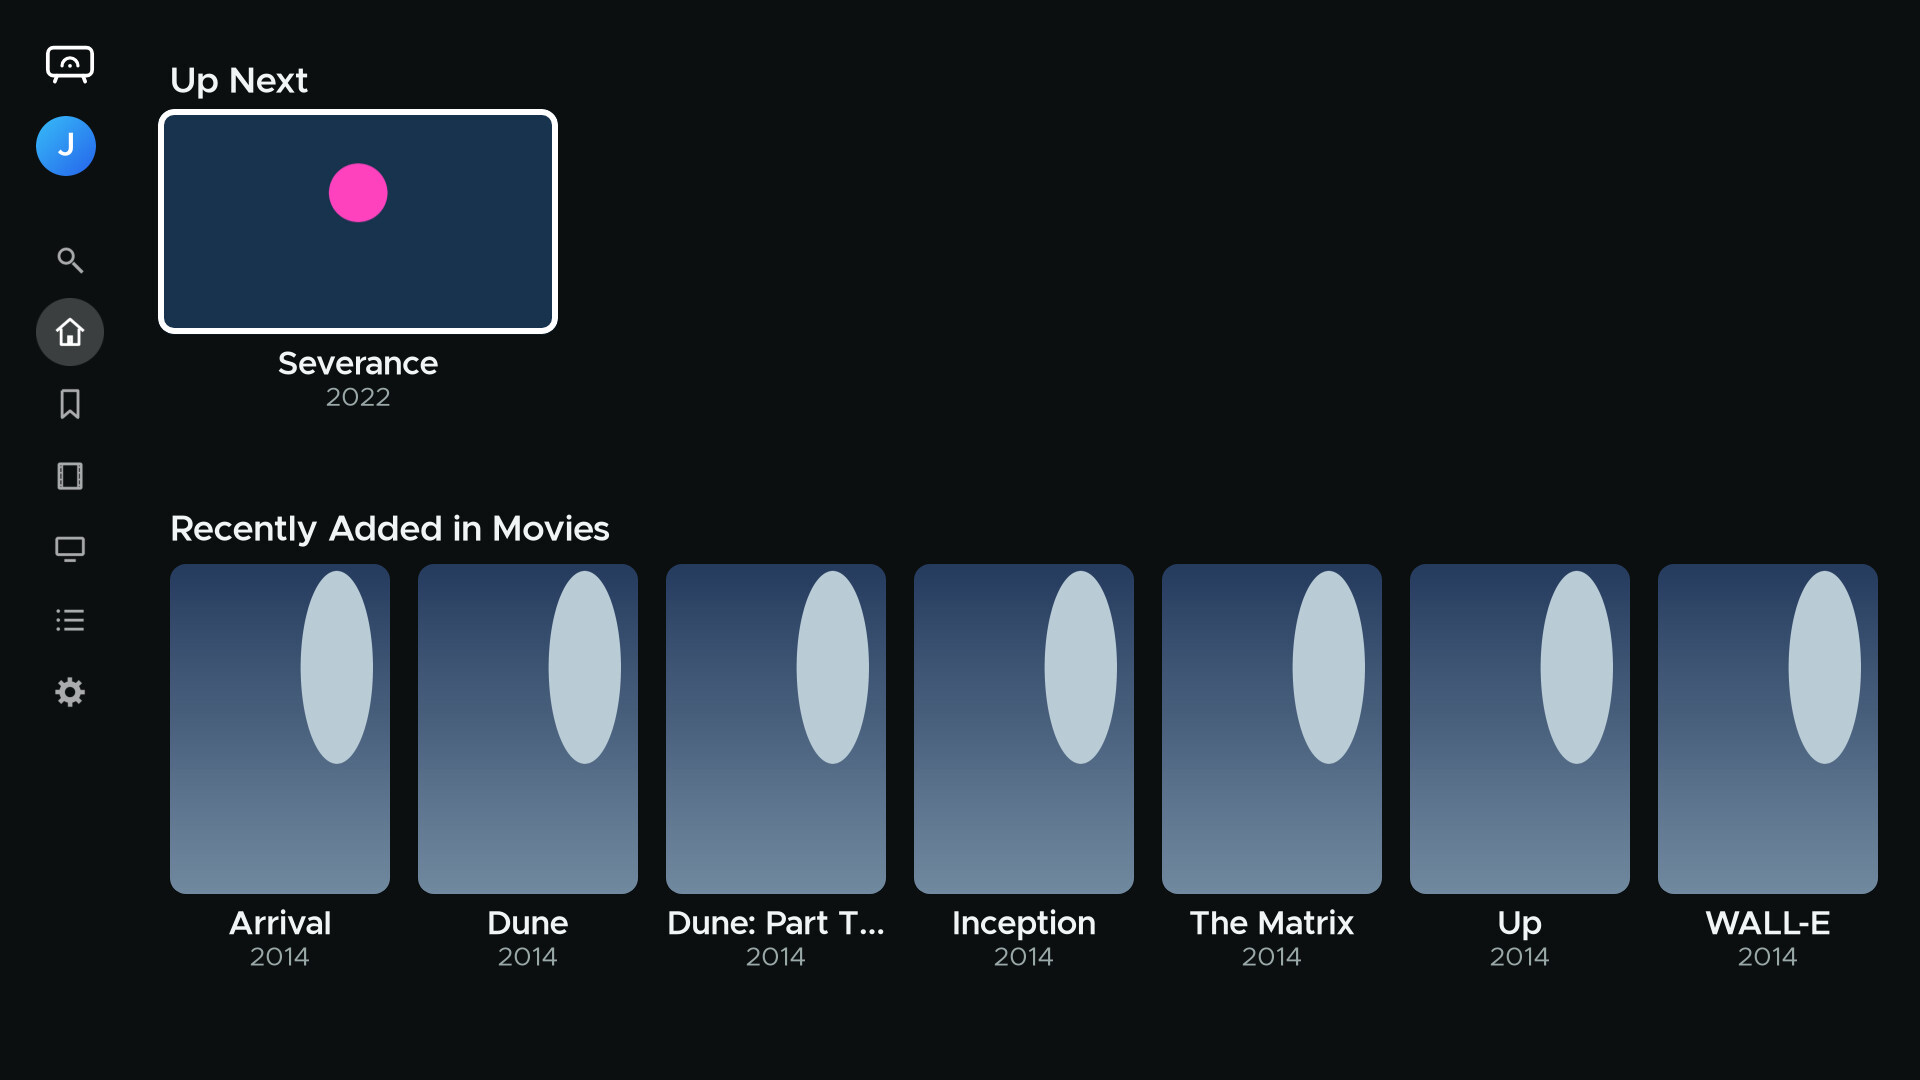 Up Next
J
Severance
2022
Recently Added in Movies
Arrival
2014
Dune
2014
Dune: Part T...
2014
Inception
2014
The Matrix
2014
Up
2014
WALL-E
2014